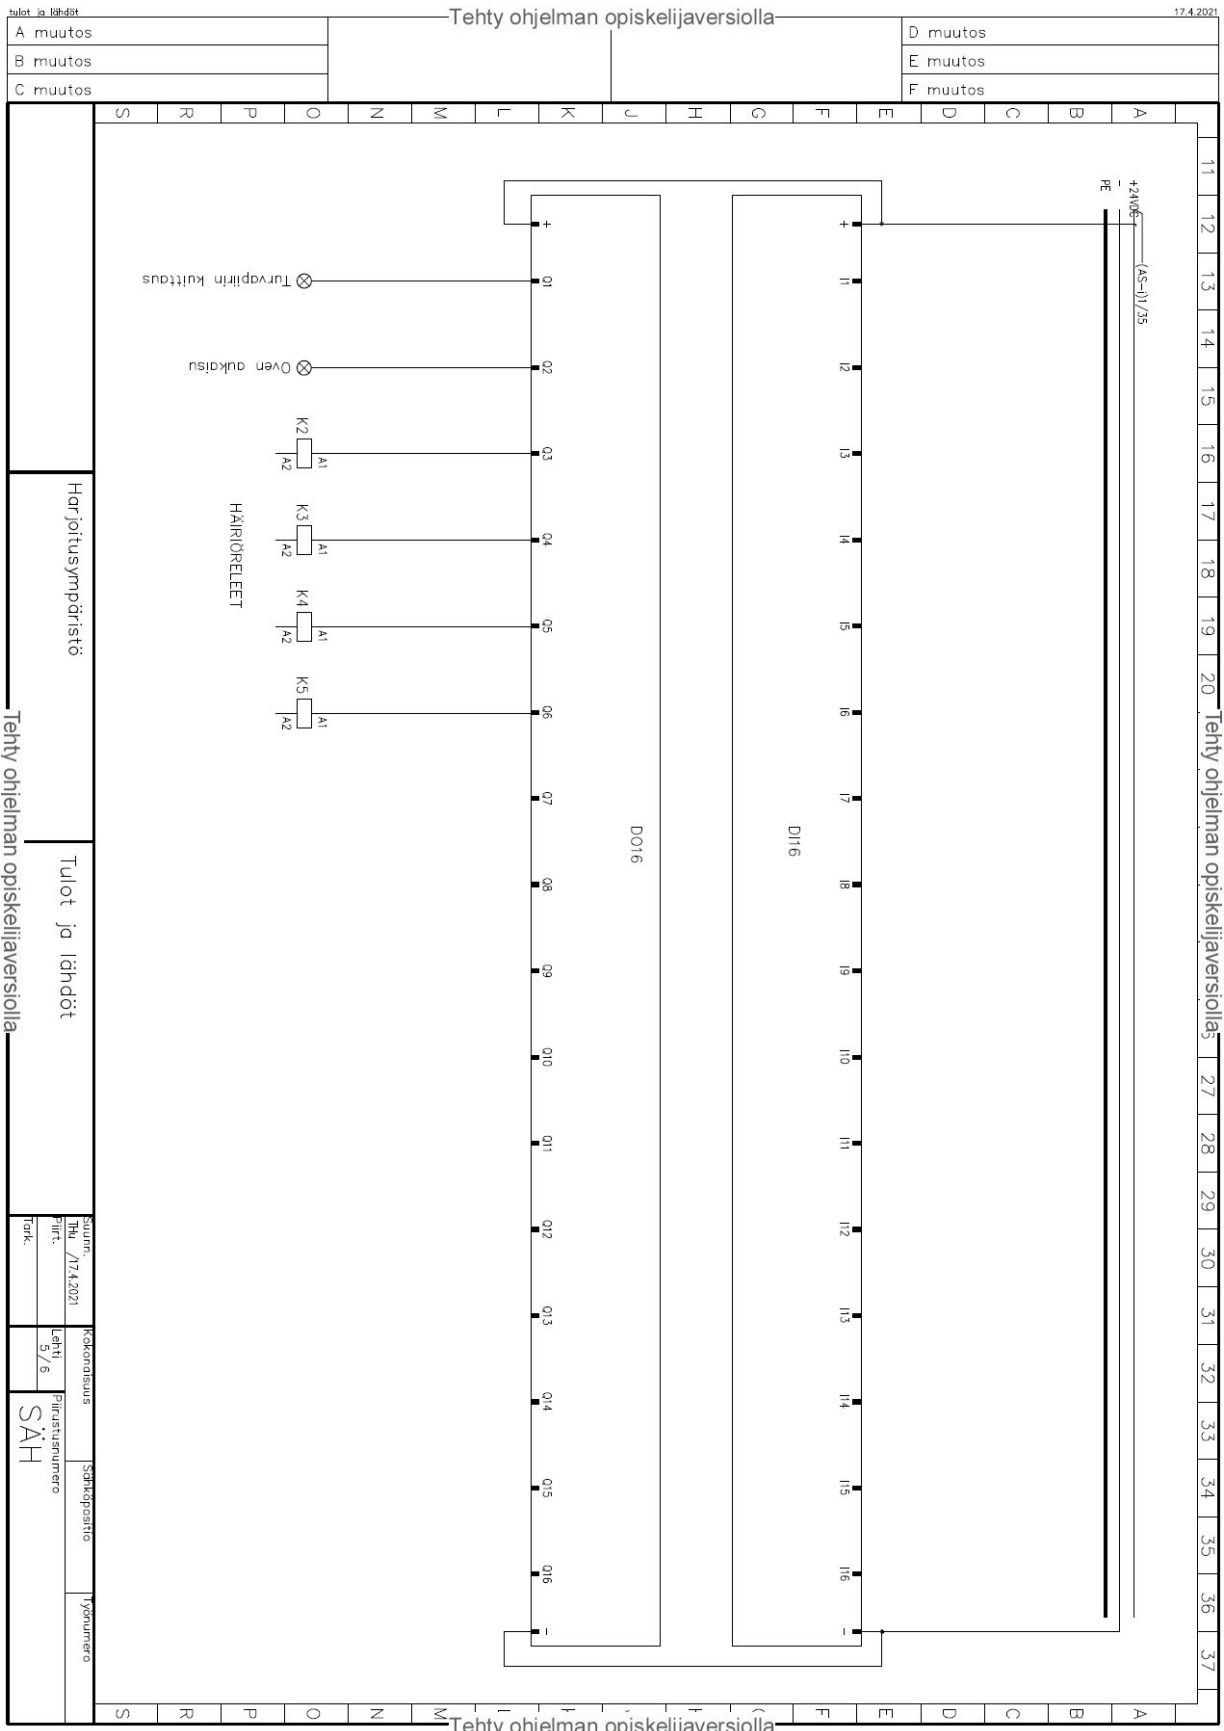 tulot ja lähdöt
Tehty ohjelman opiskelijaversiolla
17.4.2021
A muutos
B muutos
C muutos
D muutos
E muutos
F muutos
S R P O N M L K J H G F E D C B A
11
12
13
14
15
16
17
18
19
20
27
28
29
30
31
32
33
34
35
36
37
+24VDC
-
PE
(AS-i)1/35
DI16
+
I1
I2
I3
I4
I5
I6
I7
I8
I9
I10
I11
I12
I13
I14
I15
I16
-
DO16
+
Q1
Q2
Q3
Q4
Q5
Q6
Q7
Q8
Q9
Q10
Q11
Q12
Q13
Q14
Q15
Q16
-
Turvapiirin kuittaus
Oven aukaisu
K2
A1
A2
K3
A1
A2
K4
A1
A2
K5
A1
A2
HÄIRIÖRELEET
Harjoitusympäristö
Tulot ja lähdöt
Suunn.
THu /17.4.2021
Piirt.
Tark.
Kokonaisuus
Sähköpositio
Työnumero
Lehti
5/6
Piirustusnumero
SÄH
Tehty ohjelman opiskelijaversiolla
Tehty ohjelman opiskelijaversiolla
S R P O N M F E D C B A
Tehty ohjelman opiskelijaversiolla